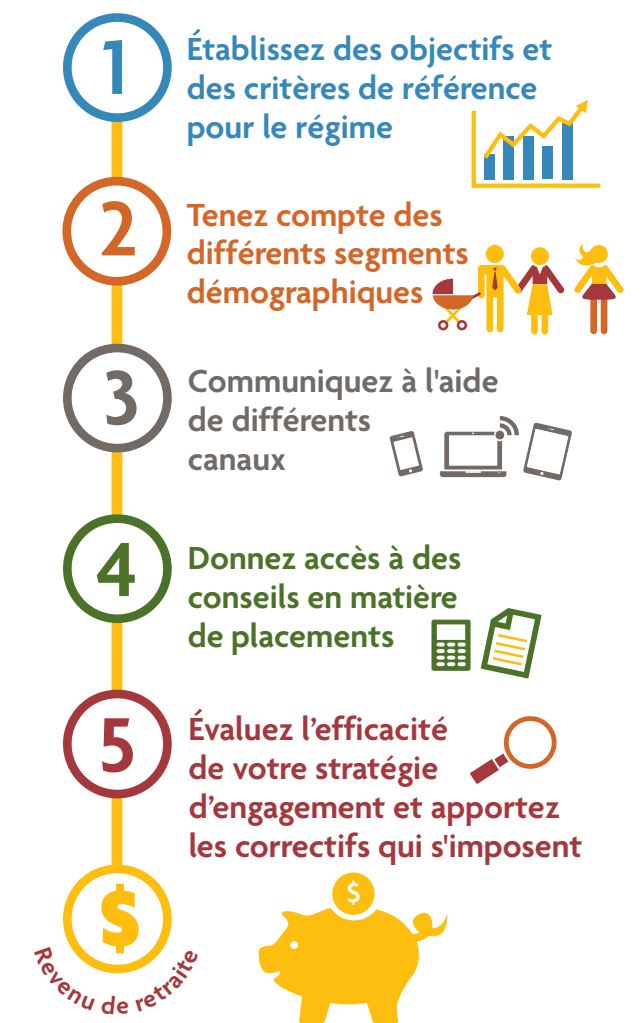 1
Établissez des objectifs et
des critères de référence
pour le régime
2
Tenez compte des
différents segments
démographiques
3
Communiquez à l'aide
de différents
canaux
4
Donnez accès à des
conseils en matière
de placements
5
Évaluez l’efficacité
de votre stratégie
d’engagement et apportez
les correctifs qui s'imposent
$
$
Revenu de retraite